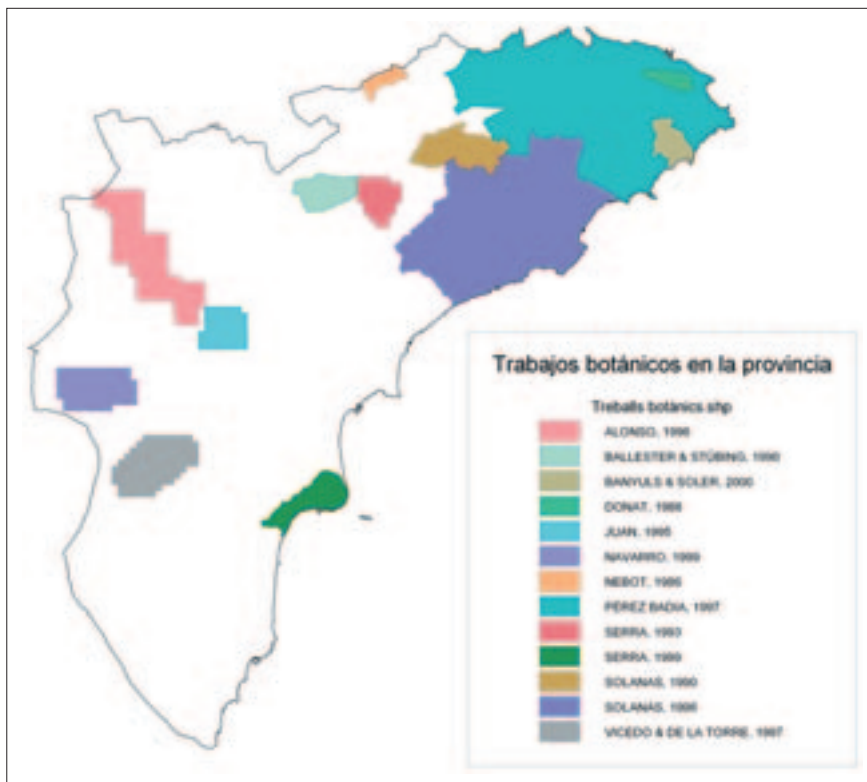 Trabajos botánicos en la provincia
Treballs botànics shp
ALONSO, 1996
BALLESTER & STÜBING, 1990
BANYULS & SOLER, 2000
DONAT, 1988
JUAN, 1995
NAVARRO, 1999
NEBOT, 1986
PÉREZ BADIA, 1997
SERRA, 1993
SERRA, 1999
SOLANAS, 1990
SOLANAS, 1996
VICEDO & DE LA TORRE, 1997